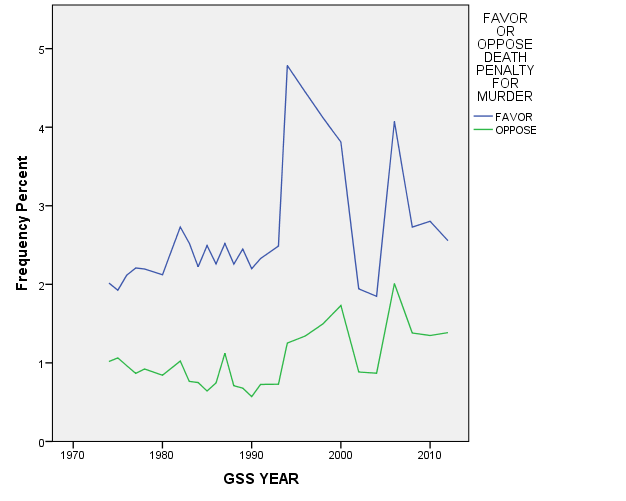 FAVOR
OR
OPPOSE
DEATH
PENALTY
FOR
MURDER
FAVOR
OPPOSE
Frequency Percent
5
4
3
2
1
0
1970 1980 1990 2000 2010
GSS YEAR